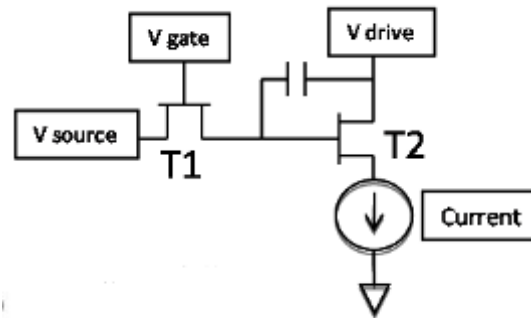 V gate
V drive
V source
T1
T2
Current